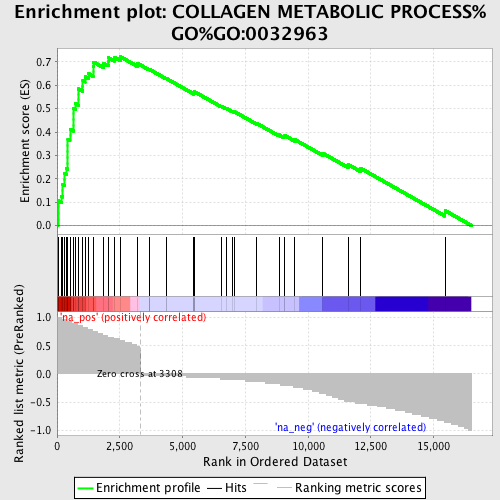 Enrichment plot: COLLAGEN METABOLIC PROCESS%
GO%GO:0032963
Enrichment score (ES)
0.7
0.6
0.5
0.4
0.3
0.2
0.1
0.0
Ranked list metric (PreRanked)
1.0
0.5
0.0
-0.5
-1.0
'na_pos' (positively correlated)
Zero cross at 3308
'na_neg' (negatively correlated)
0
2,500
5,000
7,500
10,000
12,500
15,000
Rank in Ordered Dataset
Enrichment profile
Hits
Ranking metric scores